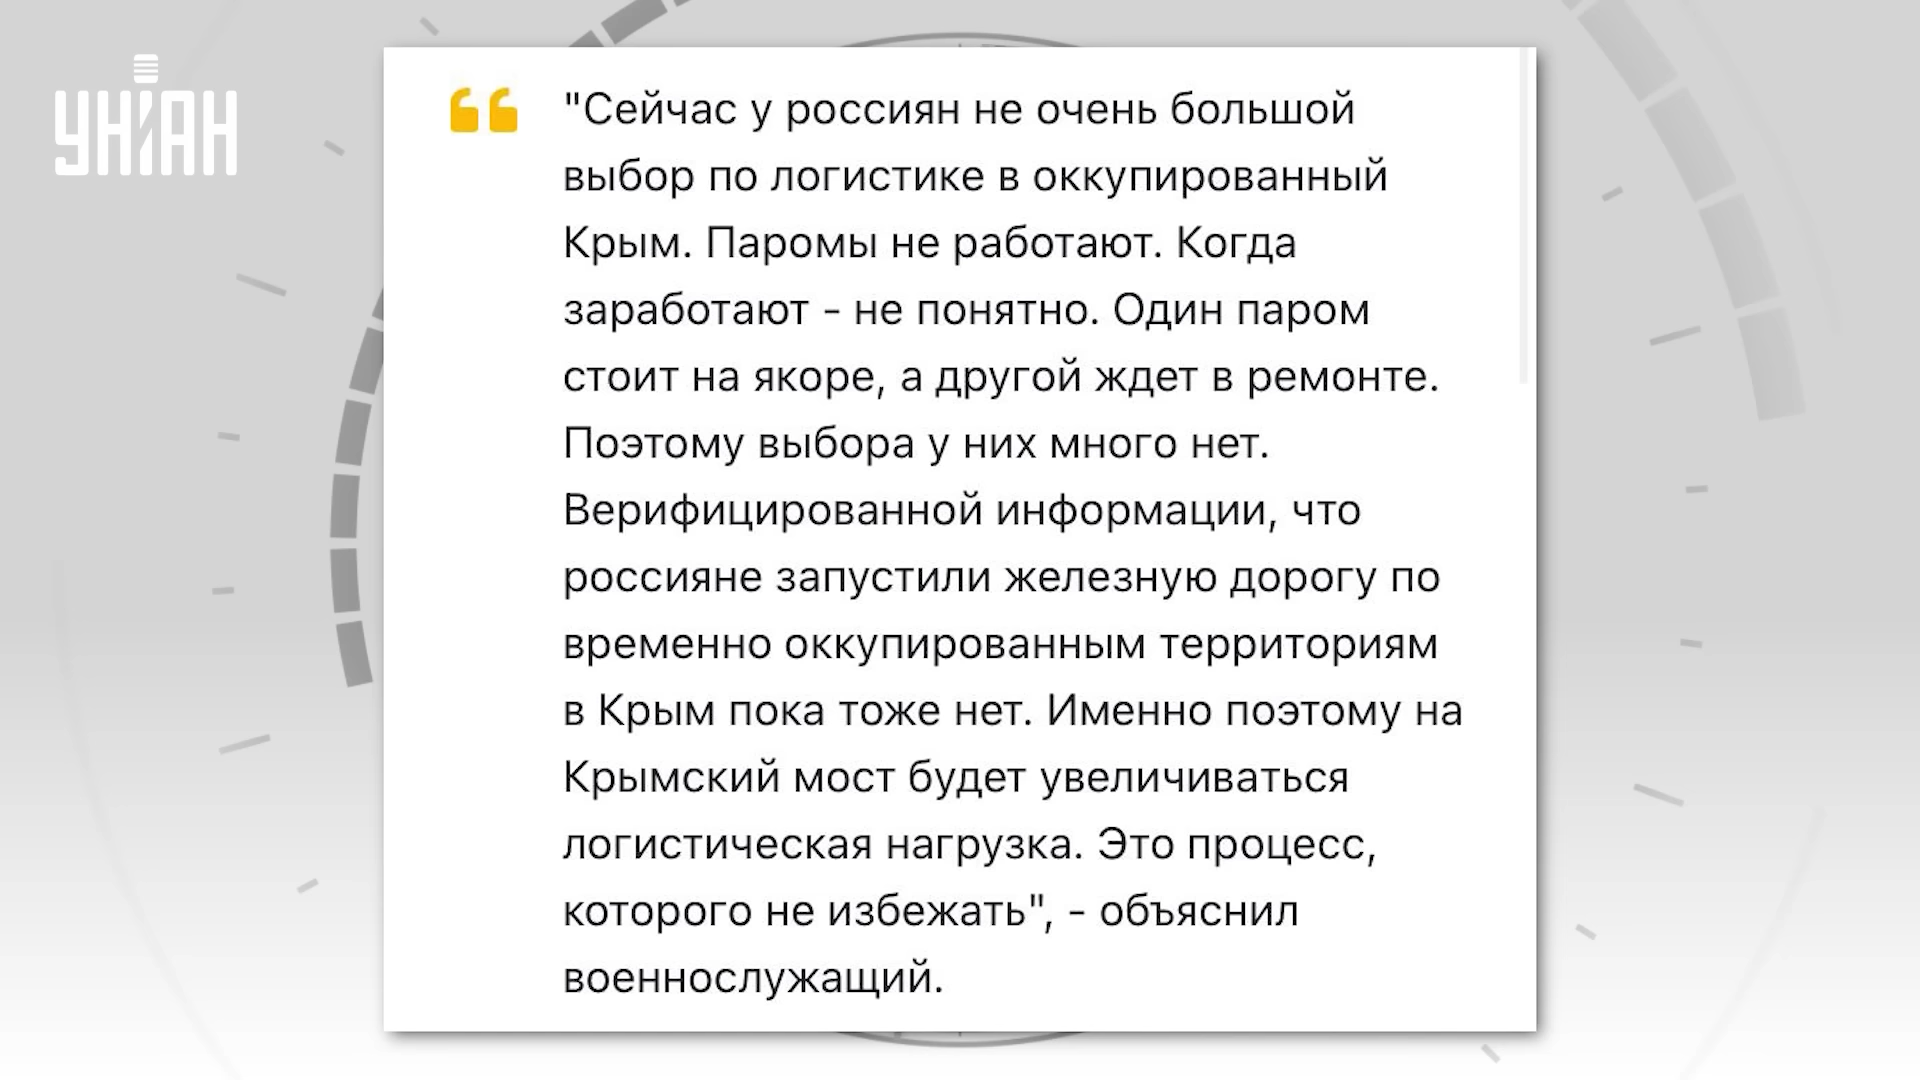 УНІАН
"Сейчас у россиян не очень большой
выбор по логистике в оккупированный
Крым. Паромы не работают. Когда
заработают - не понятно. Один паром
стоит на якоре, а другой ждет в ремонте.
Поэтому выбора у них много нет.
Верифицированной информации, что
россияне запустили железную дорогу по
временно оккупированным территориям
в Крым пока тоже нет. Именно поэтому на
Крымский мост будет увеличиваться
логистическая нагрузка. Это процесс,
которого не избежать", - объяснил
военнослужащий.